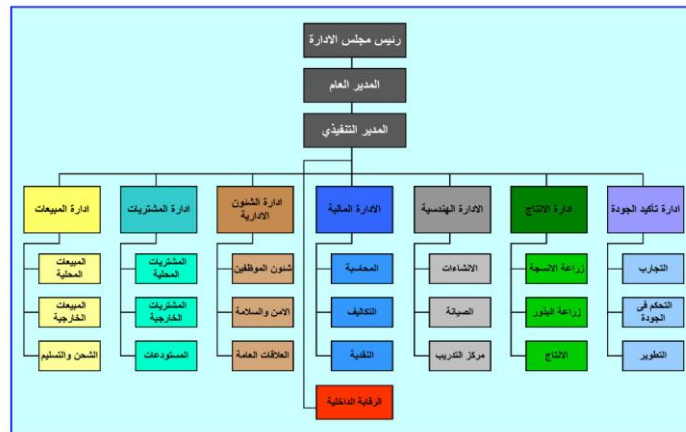 رئيس مجلس الادارة
المدير العام
المدير التنفيذي
ادارة تأكيد الجودة
ادارة الانتاج
الادارة الهندسية
الادارة المالية
ادارة الشئون
الادارية
ادارة المشتريات
ادارة المبيعات
التجارب
زراعة الانسجة
الانشاءات
المحاسبة
شئون الموظفين
المشتريات
المحلية
المبيعات
المحلية
التحكم فى
الجودة
زراعة البذور
الصيانة
التكاليف
الامن والسلامة
المشتريات
الخارجية
المبيعات
الخارجية
التطوير
الانتاج
مركز التدريب
النقدية
العلاقات العامة
المستودعات
الشحن والتسليم
الرقابة الداخلية